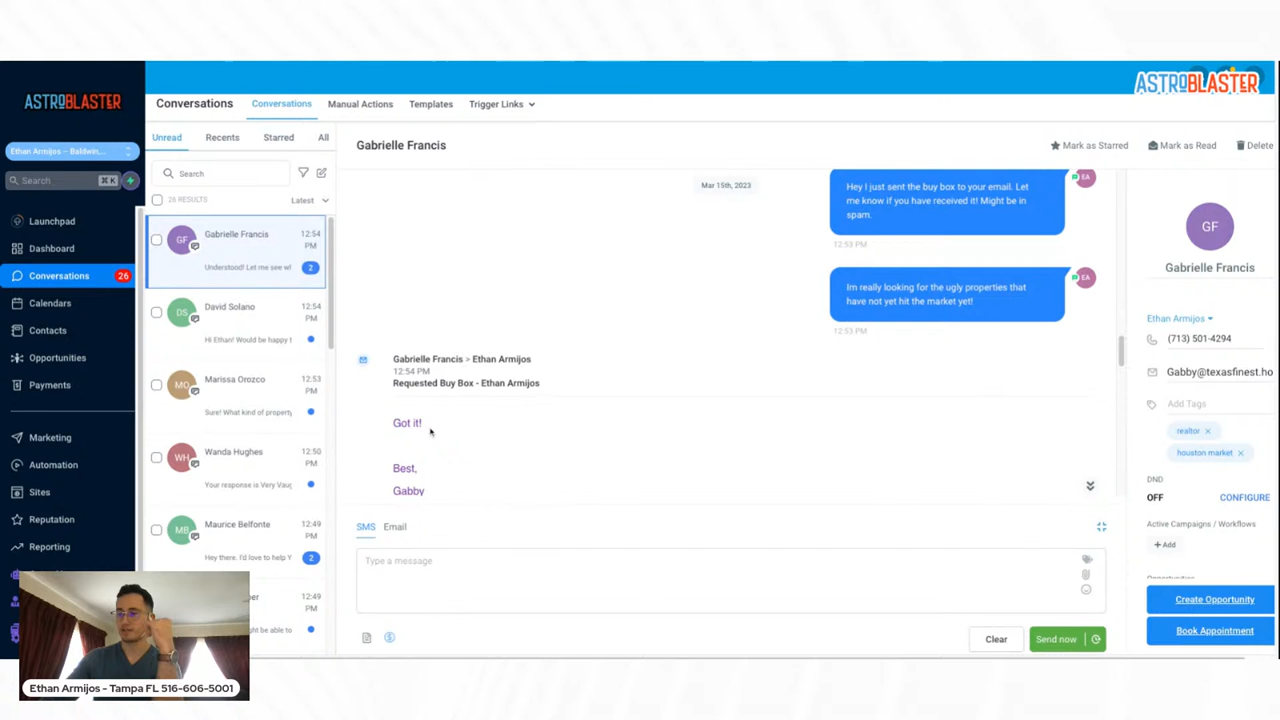 ASTROBLASTER
ASTROBLASTER
Ethan Armijos -- Baldwin,...
Search
⌘K
Launchpad
Dashboard
Conversations
26
Calendars
Contacts
Opportunities
Payments
Marketing
Automation
Sites
Reputation
Reporting
Conversations
Conversations
Manual Actions
Templates
Trigger Links
Unread
Recents
Starred
All
Search
26 RESULTS
Latest
GF
Gabrielle Francis
12:54 PM
Understood! Let me see wl
2
DS
David Solano
12:54 PM
Hi Ethan! Would be happy t
MO
Marissa Orozco
12:53 PM
Sure! What kind of property
WH
Wanda Hughes
12:50 PM
Your response is Very Vaug
MB
Maurice Belfonte
12:49 PM
Hey there. I'd love to help Y
2
12:49 PM
Gabrielle Francis
Mark as Starred
Mark as Read
Delete
Mar 15th, 2023
Hey I just sent the buy box to your email. Let
me know if you have received it! Might be in
spam.
EA
12:53 PM
Im really looking for the ugly properties that
have not yet hit the market yet!
EA
12:53 PM
Gabrielle Francis > Ethan Armijos
12:54 PM
Requested Buy Box - Ethan Armijos
Got it!
Best,
Gabby
SMS
Email
Type a message
Clear
Send now
GF
Gabrielle Francis
Ethan Armijos
(713) 501-4294
Gabby@texasfinest.ho
Add Tags
realtor
houston market
DND
OFF
CONFIGURE
Active Campaigns / Workflows
+ Add
Create Opportunity
Book Appointment
Ethan Armijos - Tampa FL 516-606-5001